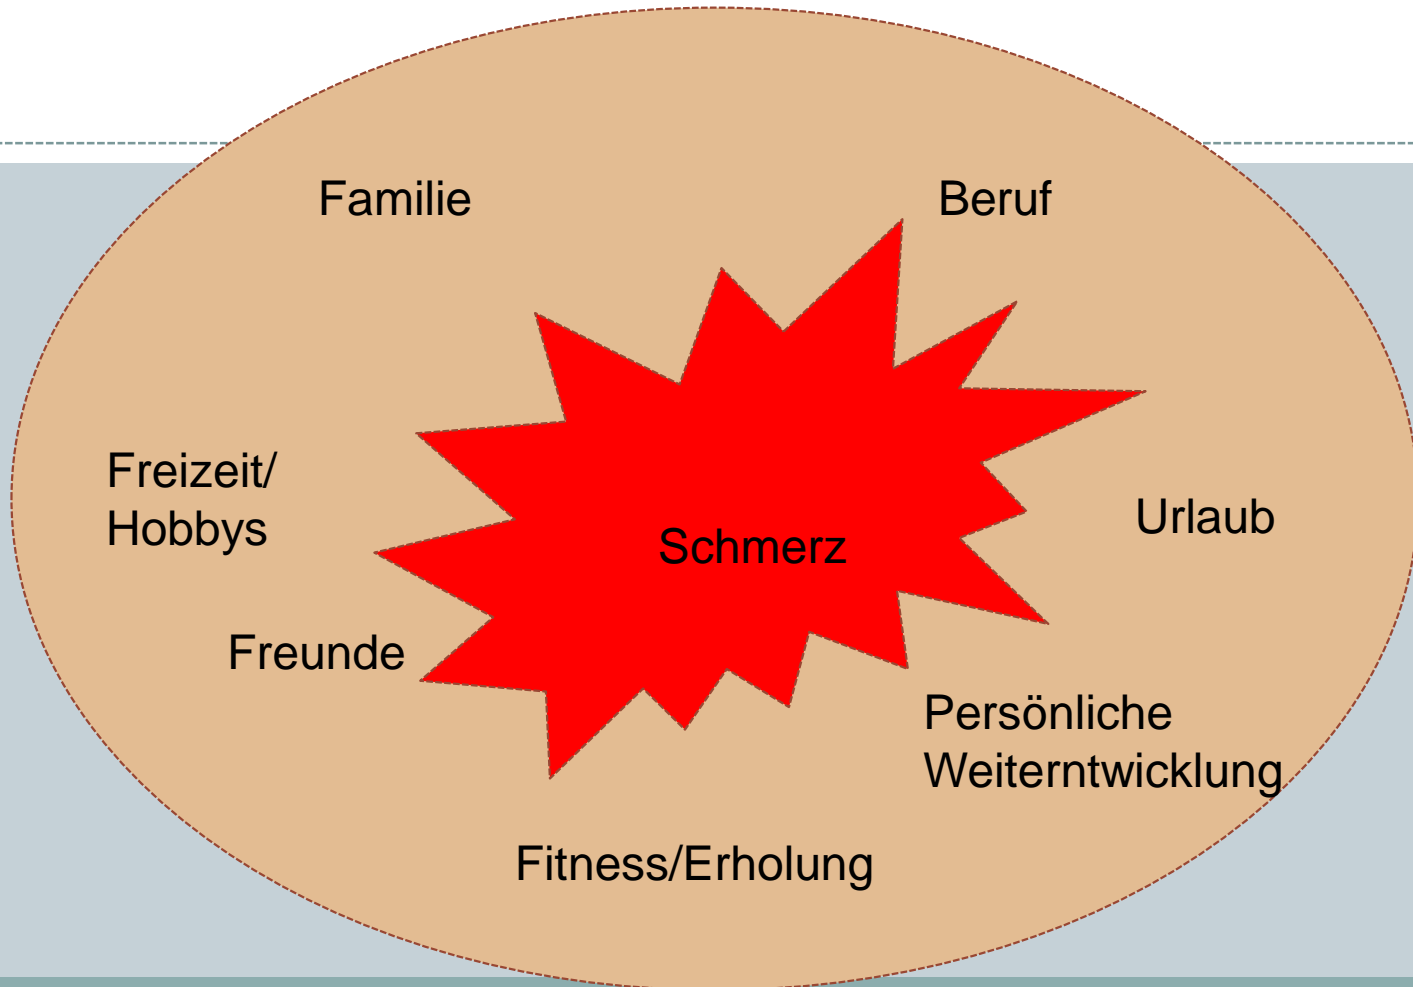 Familie
Beruf
Freizeit/
Hobbys
Urlaub
Schmerz
Freunde
Persönliche
Weiterntwicklung
Fitness/Erholung